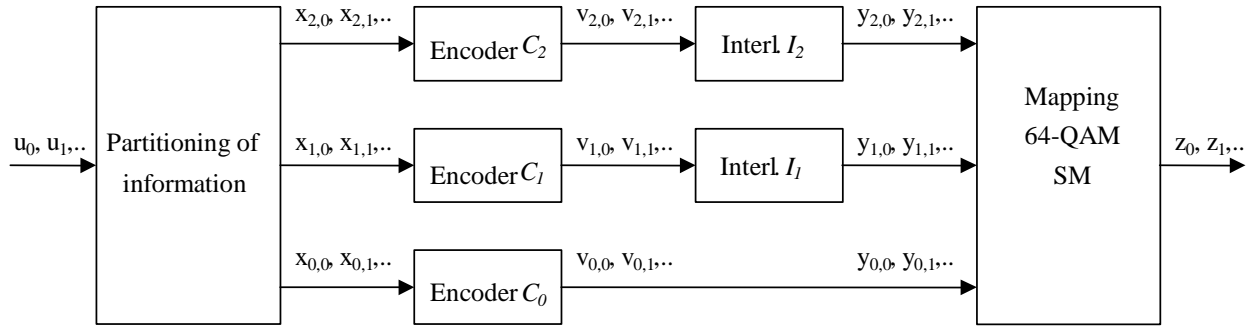 x2,0, x2,1,..
v2,0, v2,1,..
y2,0, y2,1,..
Encoder C2
Interl. I2
u0, u1,..
Partitioning of
information
x1,0, x1,1,..
v1,0, v1,1,..
y1,0, y1,1,..
Encoder C1
Interl. I1
Mapping
64-QAM
SM
z0, z1,..
x0,0, x0,1,..
v0,0, v0,1,..
y0,0, y0,1,..
Encoder C0